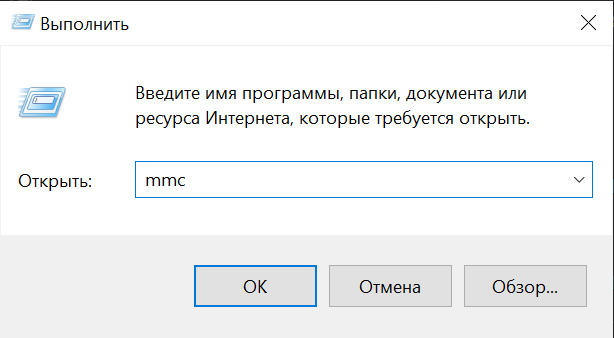 Выполнить
Введите имя программы, папки, документа или
ресурса Интернета, которые требуется открыть.
Открыть: mmc
OK Отмена Обзор...